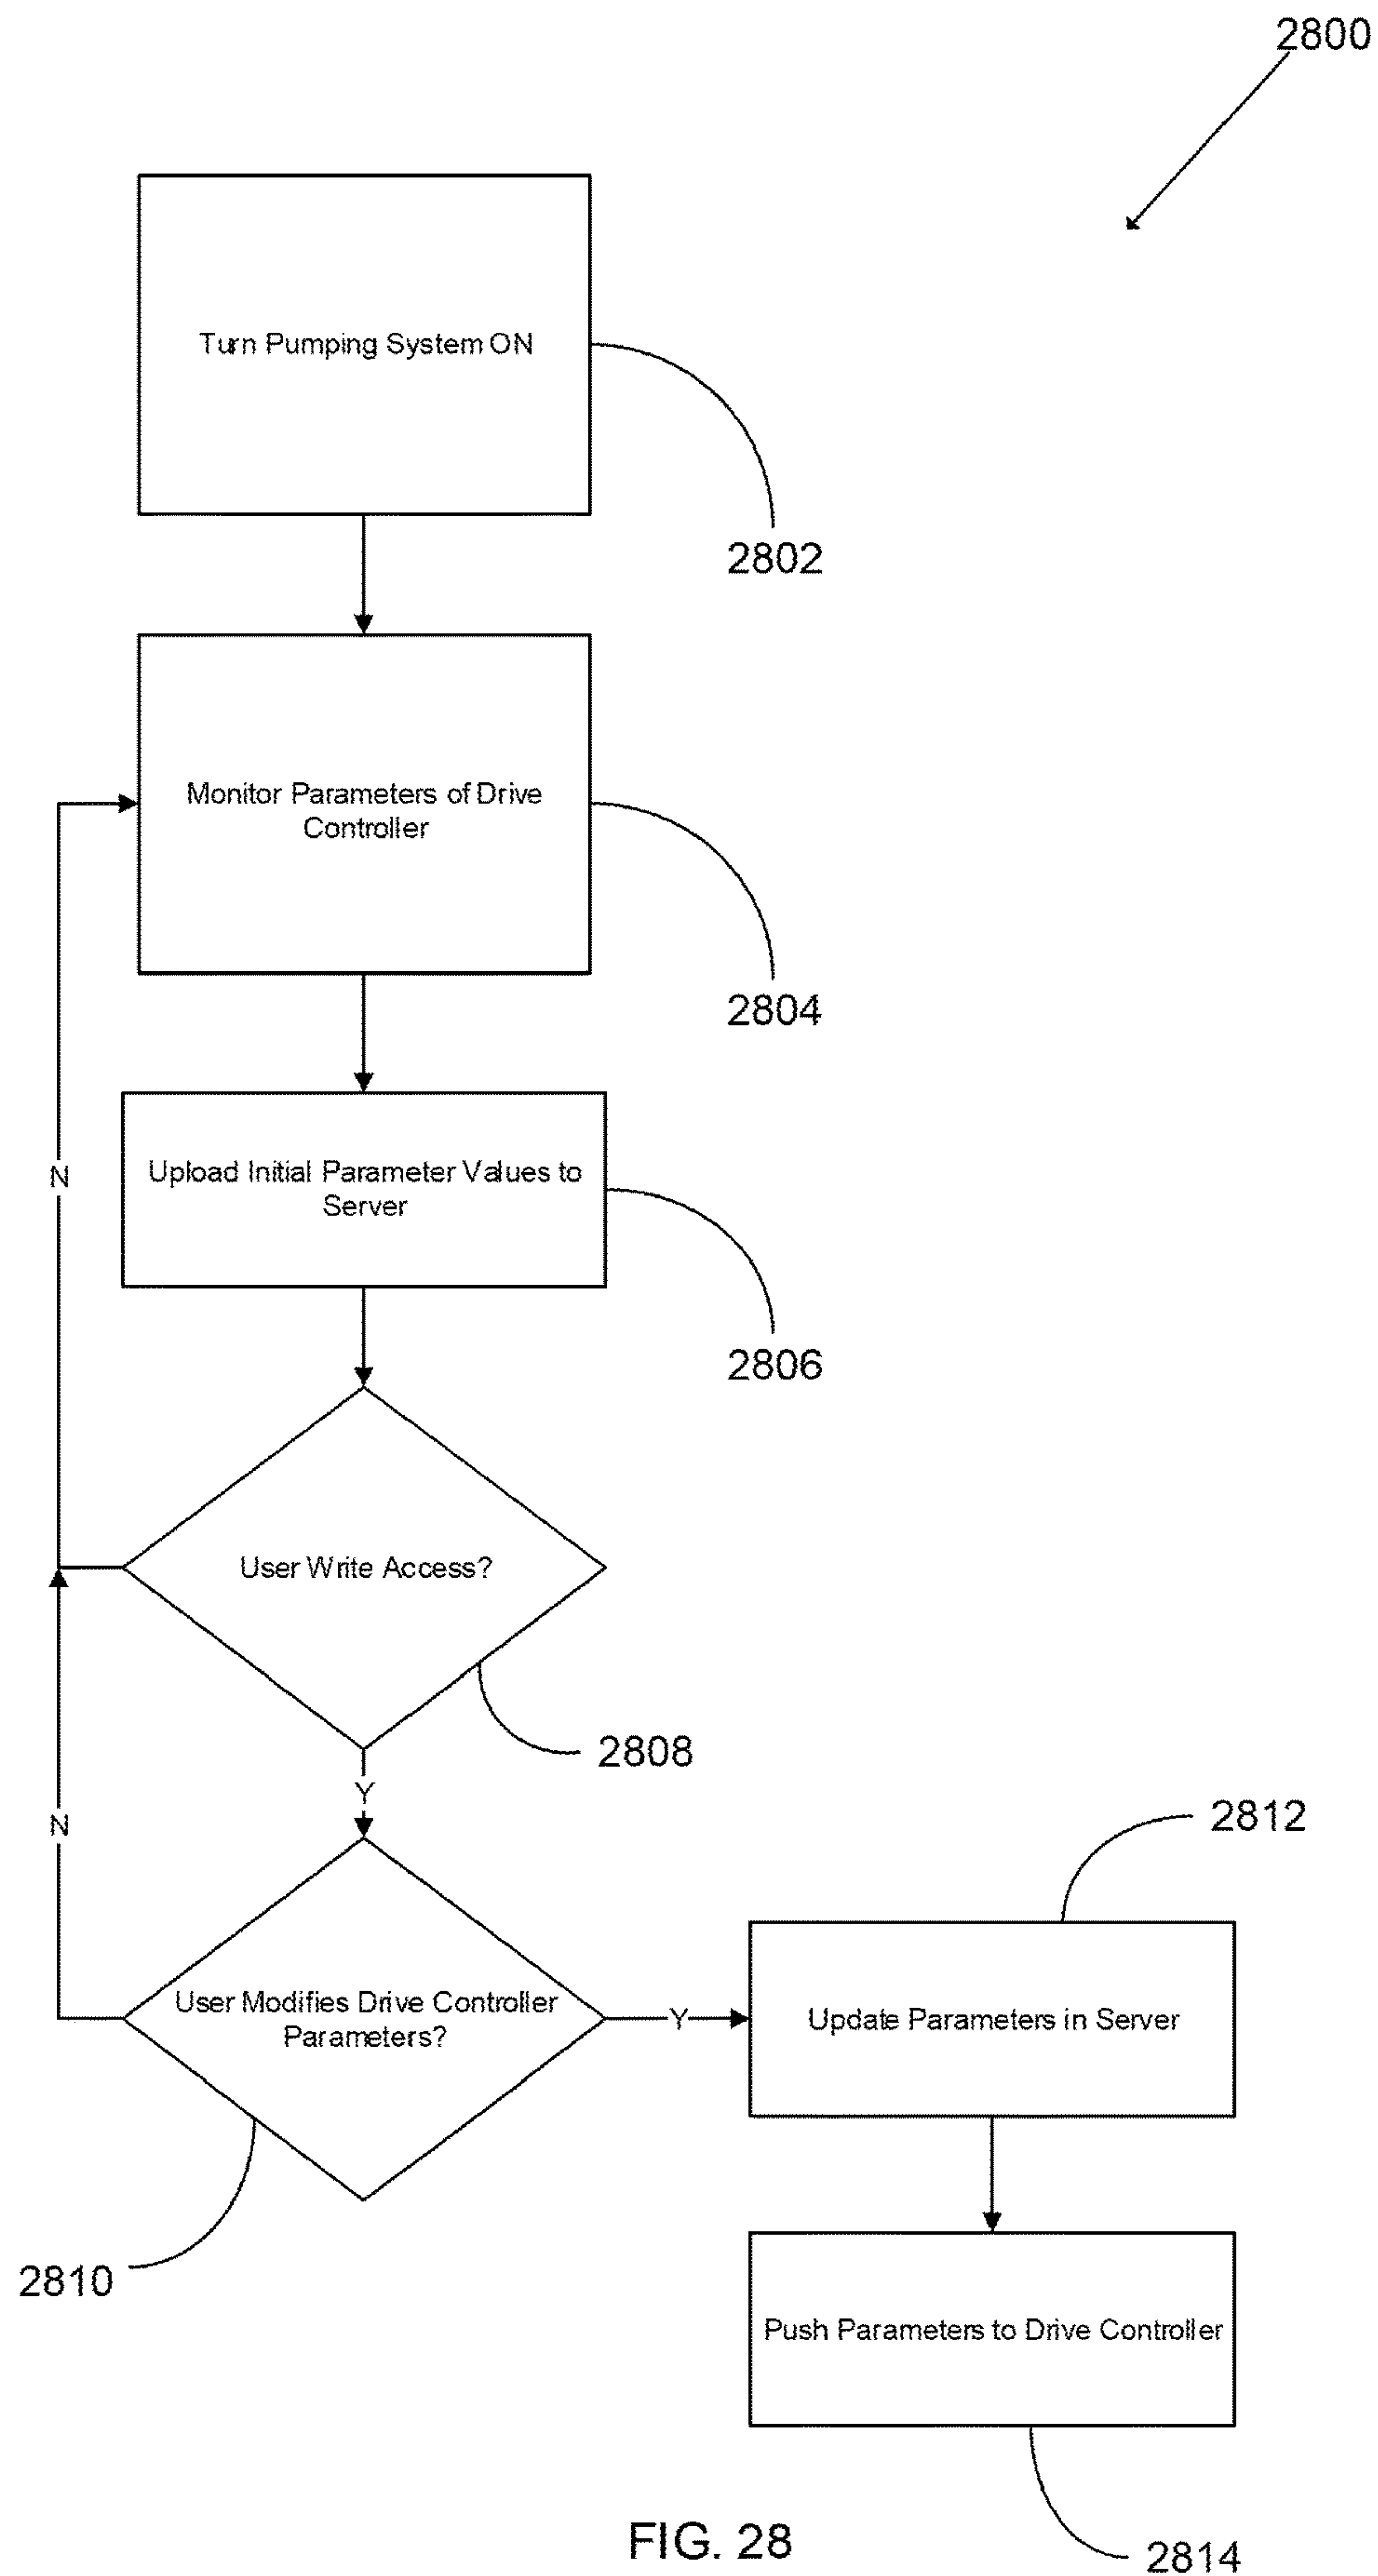 2800
Turn Pumping System ON
2802
Monitor Parameters of Drive
Controller
2804
N
Upload Initial Parameter Values to
Server
2806
User Write Access?
2808
Y
N
2812
User Modifies Drive Controller
Parameters?
Y
Update Parameters in Server
2810
Push Parameters to Drive Controller
FIG. 28
2814